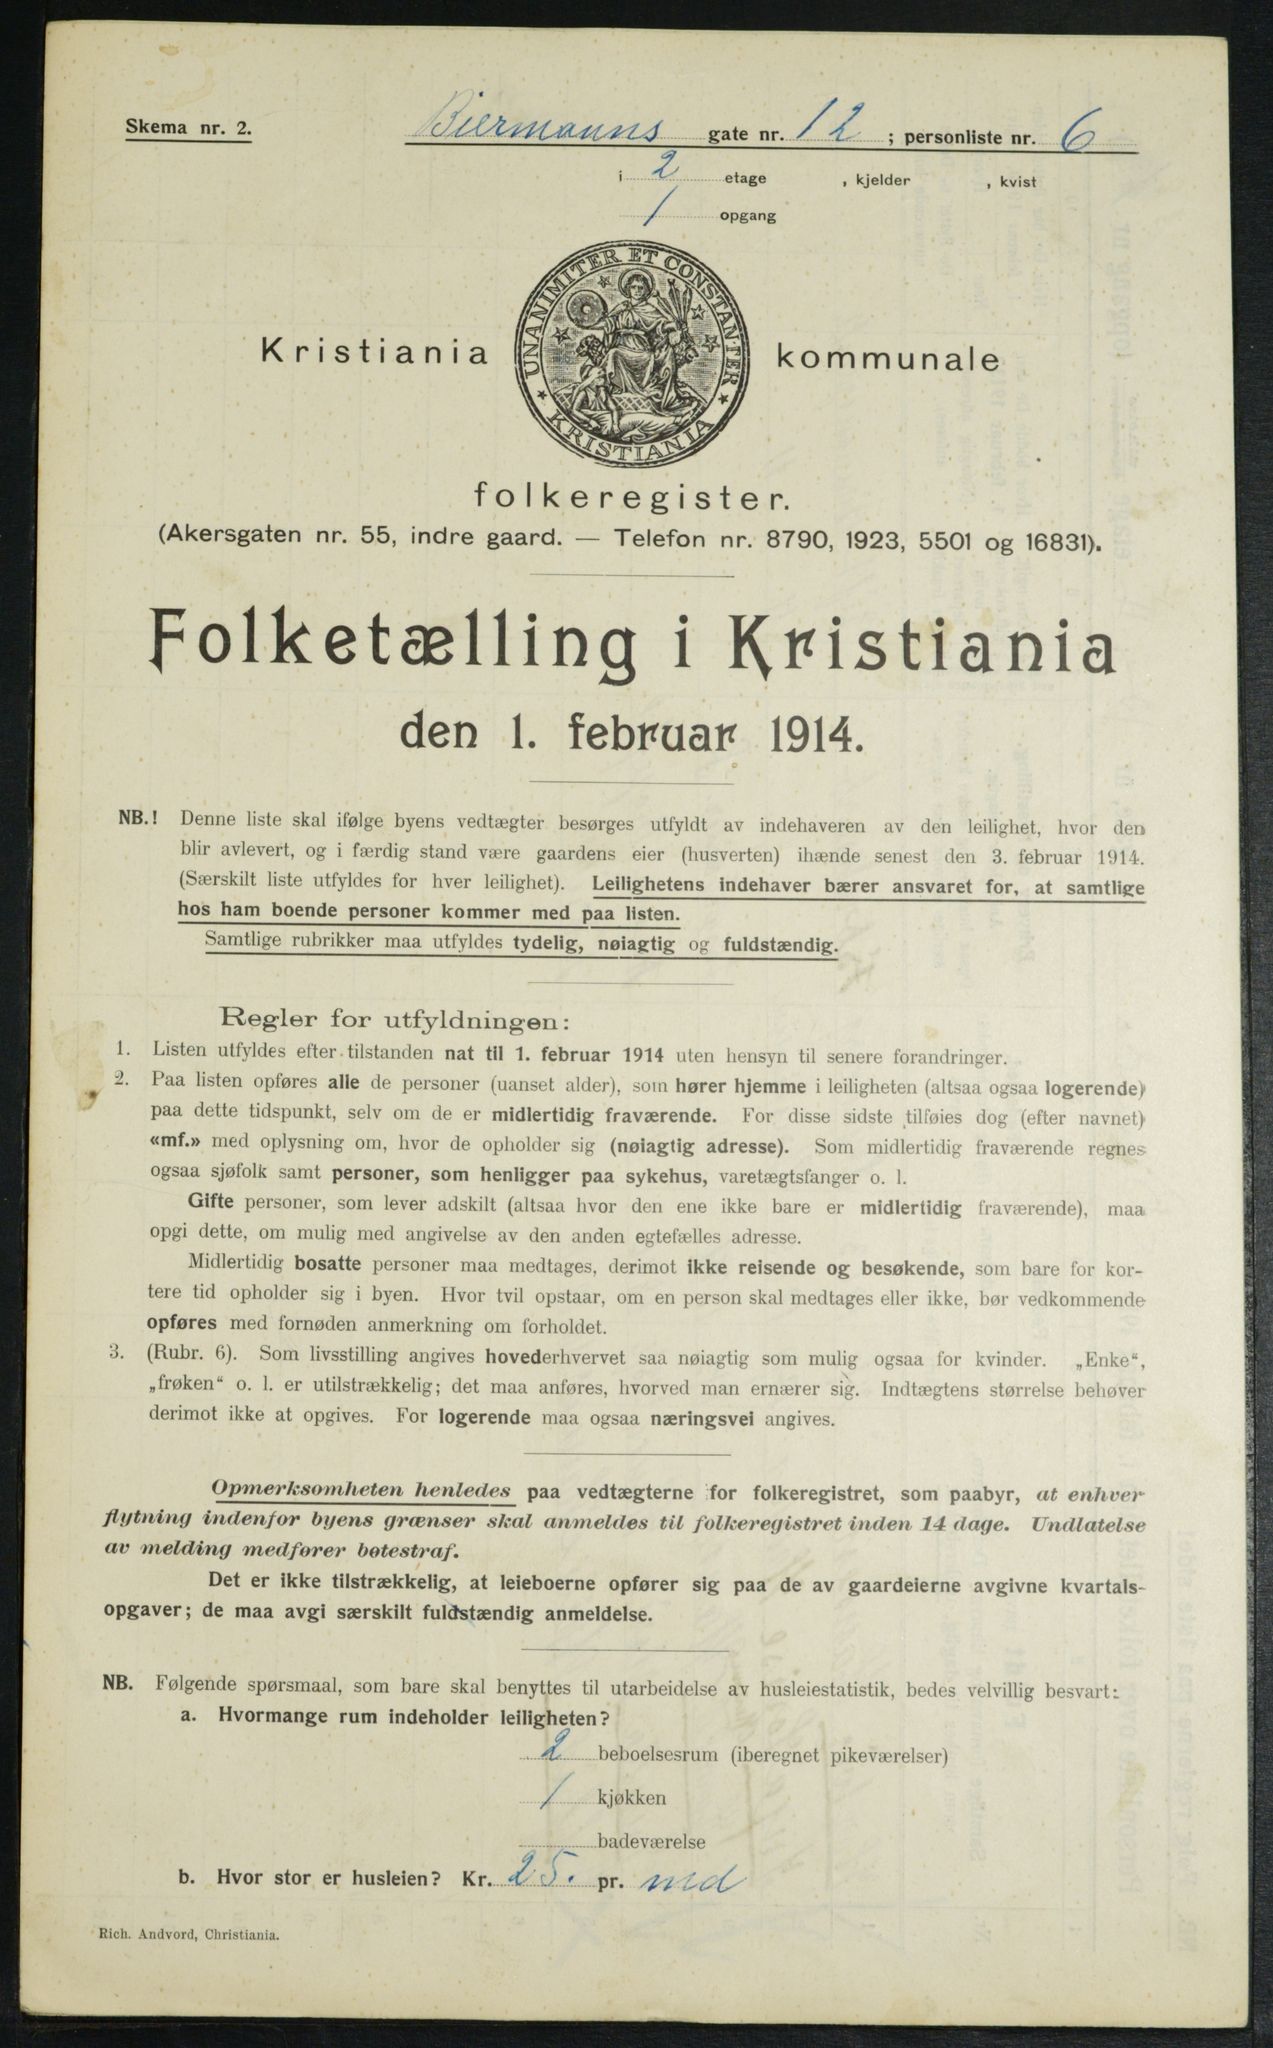 Skema nr. 2.
Biermanns gate nr. 12 ; personliste nr. 6
i 2 etage , kjelder , kvist
1 opgang
UNANIMITER ET CONSTANTER
KRISTIANIA
Kristiania kommunale
folkeregister.
(Akersgaten nr. 55, indre gaard. — Telefon nr. 8790, 1923, 5501 og 16831).
Folketælling i Kristiania
den 1. februar 1914.
NB.! Denne liste skal ifølge byens vedtægter besørges utfyldt av indehaveren av den leilighet, hvor den
blir avlevert, og i færdig stand være gaardens eier (husverten) ihænde senest den 3. februar 1914.
(Særskilt liste utfyldes for hver leilighet). Leilighetens indehaver bærer ansvaret for, at samtlige
hos ham boende personer kommer med paa listen.
Samtlige rubrikker maa utfyldes tydelig, nøiagtig og fuldstændig.
Regler for utfyldningen:
1. Listen utfyldes efter tilstanden nat til 1. februar 1914 uten hensyn til senere forandringer.
2. Paa listen opføres alle de personer (uanset alder), som hører hjemme i leiligheten (altsaa ogsaa logerende)
paa dette tidspunkt, selv om de er midlertidig fraværende. For disse sidste tilføies dog (efter navnet)
«mf.» med oplysning om, hvor de opholder sig (nøiagtig adresse). Som midlertidig fraværende regnes
ogsaa sjøfolk samt personer, som henligger paa sykehus, varetægtsfanger o. l.
Gifte personer, som lever adskilt (altsaa hvor den ene ikke bare er midlertidig fraværende), maa
opgi dette, om mulig med angivelse av den anden egtefælles adresse.
Midlertidig bosatte personer maa medtages, derimot ikke reisende og besøkende, som bare for kor-
tere tid opholder sig i byen. Hvor tvil opstaar, om en person skal medtages eller ikke, bør vedkommende
opføres med fornøden anmerkning om forholdet.
3. (Rubr. 6). Som livsstilling angives hovederhvervet saa nøiagtig som mulig ogsaa for kvinder. „Enke“,
„frøken“ o. l. er utilstrækkelig; det maa anføres, hvorved man ernærer sig. Indtægtens størrelse behøver
derimot ikke at opgives. For logerende maa ogsaa næringsvei angives.
Opmerksomheten henledes paa vedtægterne for folkeregistret, som paabyr, at enhver
flytning indenfor byens grænser skal anmeldes til folkeregistret inden 14 dage. Undlatelse
av melding medfører bøtestraf.
Det er ikke tilstrækkelig, at leieboerne opfører sig paa de av gaardeierne avgivne kvartals-
opgaver; de maa avgi særskilt fuldstændig anmeldelse.
NB. Følgende spørsmaal, som bare skal benyttes til utarbeidelse av husleiestatistik, bedes velvillig besvart:
a. Hvormange rum indeholder leiligheten?
2 beboelsesrum (iberegnet pikeværelser)
1 kjøkken
badeværelse
b. Hvor stor er husleien? Kr. 25. pr. md
Rich. Andvord, Christiania.